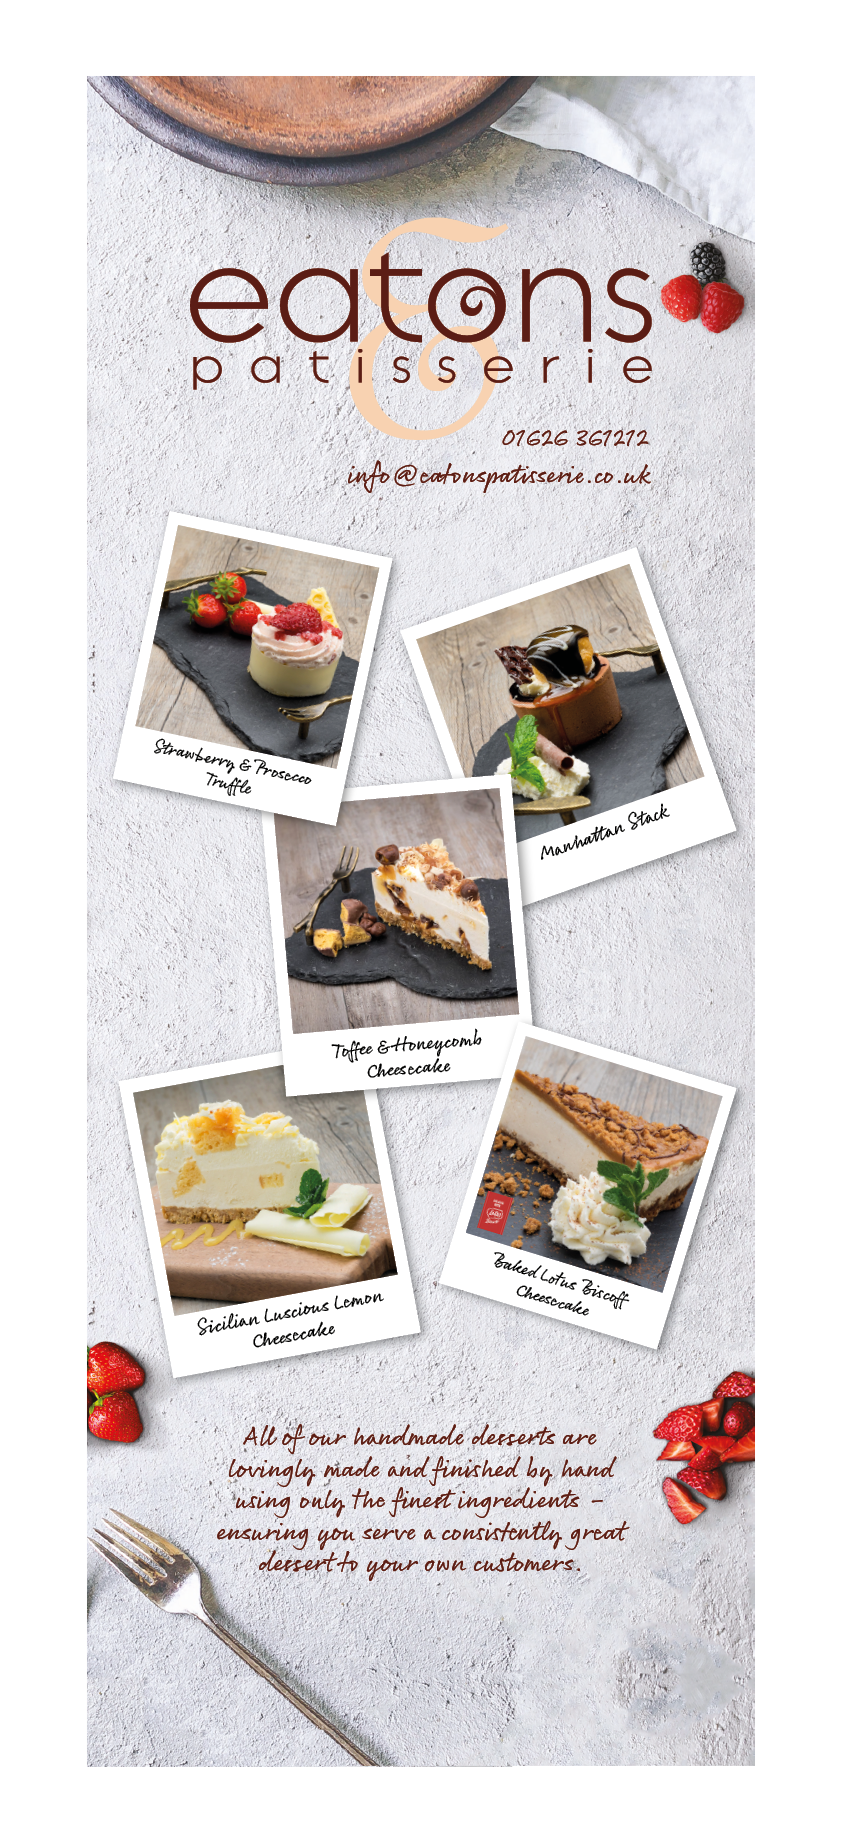 eatons
patisserie
01626 361212
info@eatonspatisserie.co.uk
Strawberry & Prosecco
Truffle
Manhattan Stack
Toffee & Honeycomb
Cheesecake
Sicilian Luscious Lemon
Cheesecake
Baked Lotus Biscoff
Cheesecake
All of our handmade desserts are
lovingly made and finished by hand
using only the finest ingredients –
ensuring you serve a consistently great
dessert to your own customers.